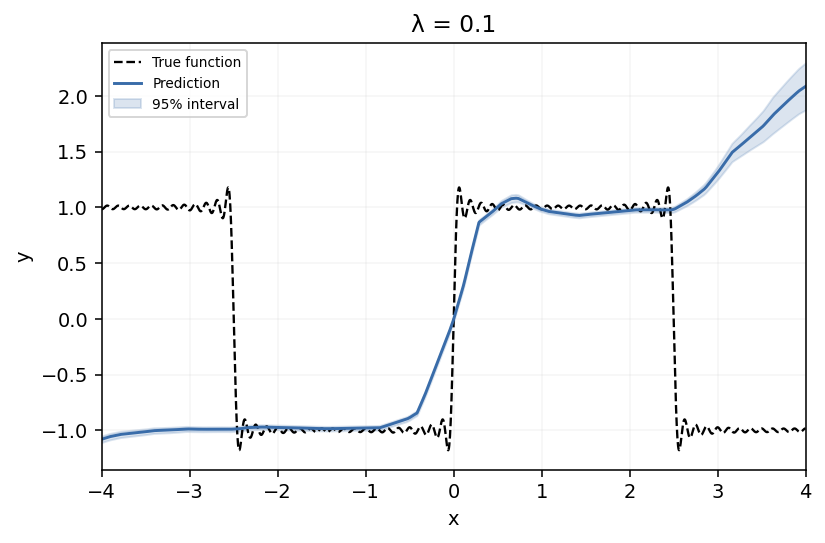 λ = 0.1
True function
Prediction
95% interval
y
2.0
1.5
1.0
0.5
0.0
−0.5
−1.0
−4 −3 −2 −1 0 1 2 3 4
x